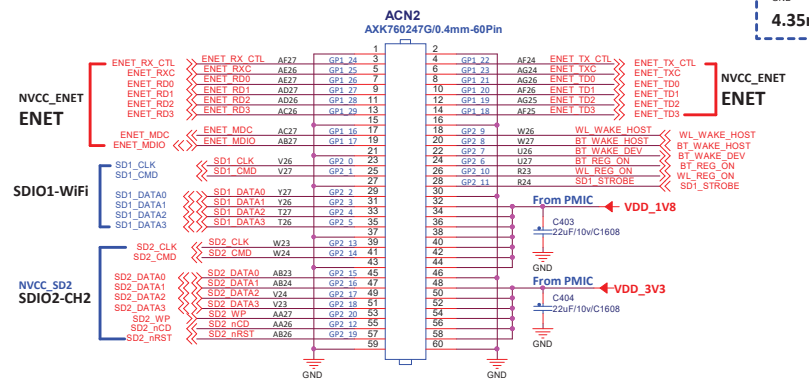 ACN2
AXK760247G/0.4mm-60Pin
4.35
1 2
ENET_RX_CTL ENET_RX_CTL AF27 GP1_24 3 4 GP1_22 AF24 ENET_TX_CTL ENET_TX_CTL
ENET_RXC ENET_RXC AE26 GP1_25 5 6 GP1_23 AG24 ENET_TXC ENET_TXC
ENET_RD0 ENET_RD0 AE27 GP1_26 7 8 GP1_21 AG26 ENET_TD0 ENET_TD0
ENET_RD1 ENET_RD1 AD27 GP1_27 9 10 GP1_20 AF26 ENET_TD1 ENET_TD1
ENET_RD2 ENET_RD2 AD26 GP1_28 11 12 GP1_19 AG25 ENET_TD2 ENET_TD2
ENET_RD3 ENET_RD3 AC26 GP1_29 13 14 GP1_18 AF25 ENET_TD3 ENET_TD3
NVCC_ENET
ENET
NVCC_ENET
ENET
15 16
ENET_MDC ENET_MDC AC27 GP1_16 17 18 GP2_9 W26 WL_WAKE_HOST WL_WAKE_HOST
ENET_MDIO ENET_MDIO AB27 GP1_17 19 20 GP2_8 W27 BT_WAKE_HOST BT_WAKE_HOST
21 22 GP2_7 U26 BT_WAKE_DEV BT_WAKE_DEV
SD1_CLK SD1_CLK V26 GP2_0 23 24 GP2_6 U27 BT_REG_ON BT_REG_ON
SD1_CMD SD1_CMD V27 GP2_1 25 26 GP2_10 R23 WL_REG_ON WL_REG_ON
27 28 GP2_11 R24 SD1_STROBE SD1_STROBE
SDIO1-WiFi
SD1_DATA0 SD1_DATA0 Y27 GP2_2 29 30
SD1_DATA1 SD1_DATA1 Y26 GP2_3 31 32
SD1_DATA2 SD1_DATA2 T27 GP2_4 33 34
SD1_DATA3 SD1_DATA3 T26 GP2_5 35 36
From PMIC
VDD_1V8
C403
22uF/10v/C1608
GND
37 38
SD2_CLK SD2_CLK W23 GP2_13 39 40
SD2_CMD SD2_CMD W24 GP2_14 41 42
43 44
NVCC_SD2
SDIO2-CH2
SD2_DATA0 SD2_DATA0 AB23 GP2_15 45 46
SD2_DATA1 SD2_DATA1 AB24 GP2_16 47 48
SD2_DATA2 SD2_DATA2 V24 GP2_17 49 50
SD2_DATA3 SD2_DATA3 V23 GP2_18 51 52
SD2_WP SD2_WP AA27 GP2_20 53 54
SD2_nCD SD2_nCD AA26 GP2_12 55 56
SD2_nRST SD2_nRST AB26 GP2_19 57 58
59 60
From PMIC
VDD_3V3
C404
22uF/10v/C1608
GND
GND GND